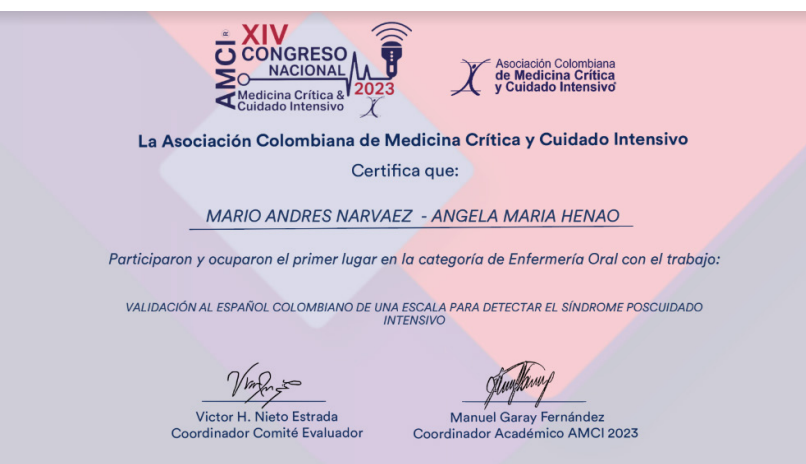 AMCI®
XIV
CONGRESO
NACIONAL
2023
Medicina Crítica &
Cuidado Intensivo
Asociación Colombiana
de Medicina Crítica
y Cuidado Intensivo
La Asociación Colombiana de Medicina Crítica y Cuidado Intensivo
Certifica que:
MARIO ANDRES NARVAEZ - ANGELA MARIA HENAO
Participaron y ocuparon el primer lugar en la categoría de Enfermería Oral con el trabajo:
VALIDACIÓN AL ESPAÑOL COLOMBIANO DE UNA ESCALA PARA DETECTAR EL SÍNDROME POSCUIDADO
INTENSIVO
Victor H. Nieto Estrada
Coordinador Comité Evaluador
Manuel Garay Fernández
Coordinador Académico AMCI 2023